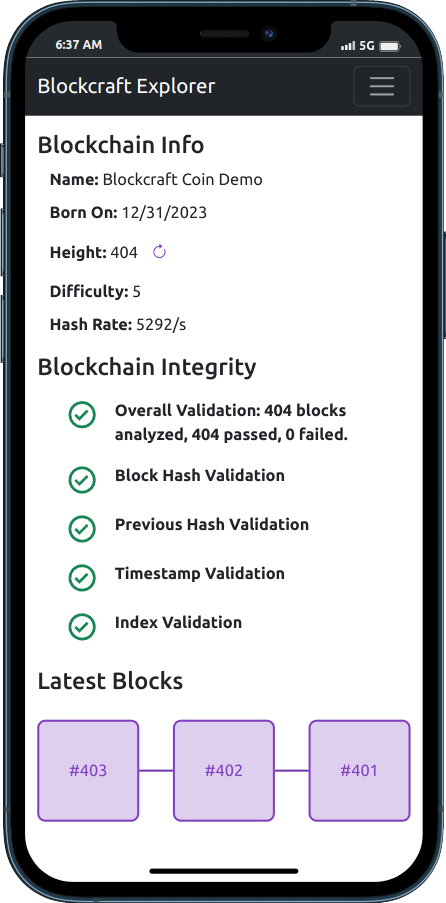 6:37 AM
5G
Blockcraft Explorer
Blockchain Info
Name: Blockcraft Coin Demo
Born On: 12/31/2023
Height: 404
Difficulty: 5
Hash Rate: 5292/s
Blockchain Integrity
Overall Validation: 404 blocks
analyzed, 404 passed, 0 failed.
Block Hash Validation
Previous Hash Validation
Timestamp Validation
Index Validation
Latest Blocks
#403
#402
#401